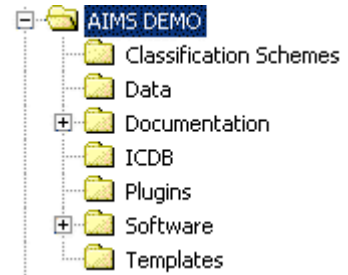 AIMS DEMO
Classification Schemes
Data
Documentation
ICDB
Plugins
Software
Templates